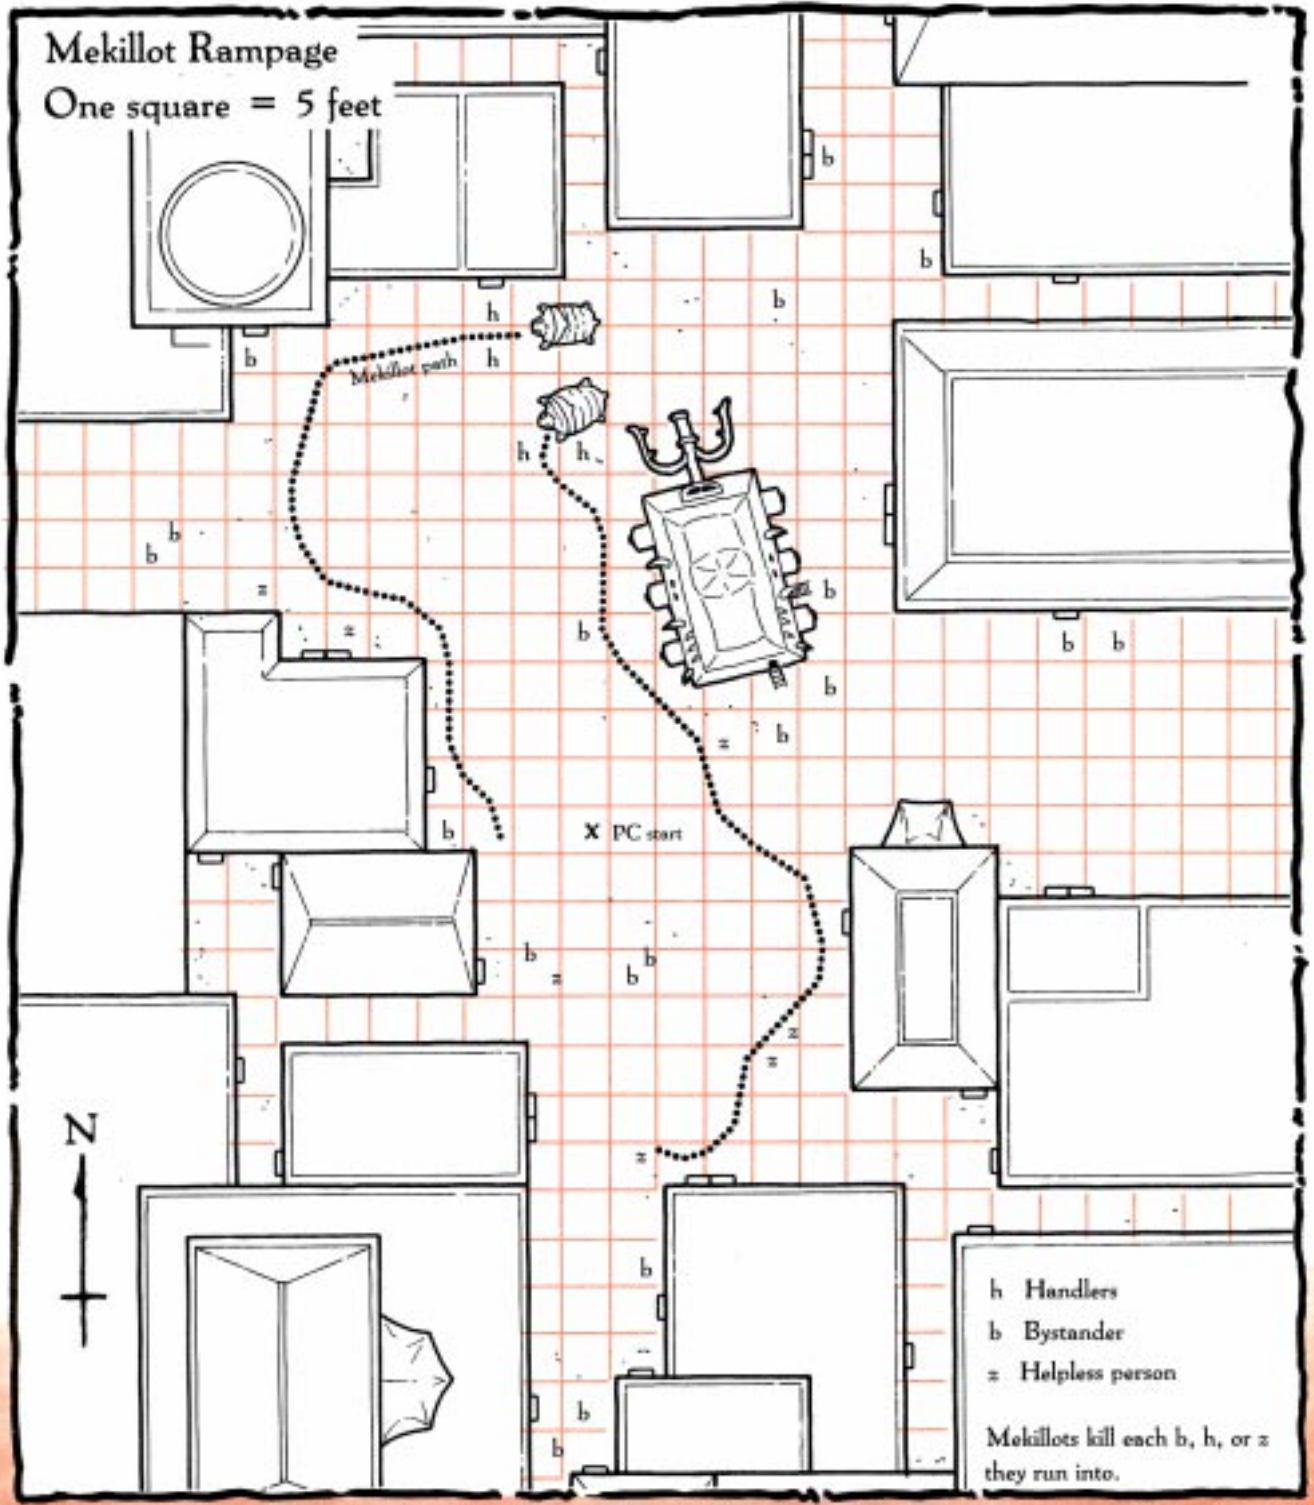 Mekillot Rampage
One square = 5 feet
b
b
b
h
b
Mekillot path
h
h
h
b
b
z
b
z
b
b
b
b
z
b
b
X PC start
b
b
z
b
z
z
N
z
b
b
b
h Handlers
b Bystander
z Helpless person
Mekillots kill each b, h, or z
they run into.